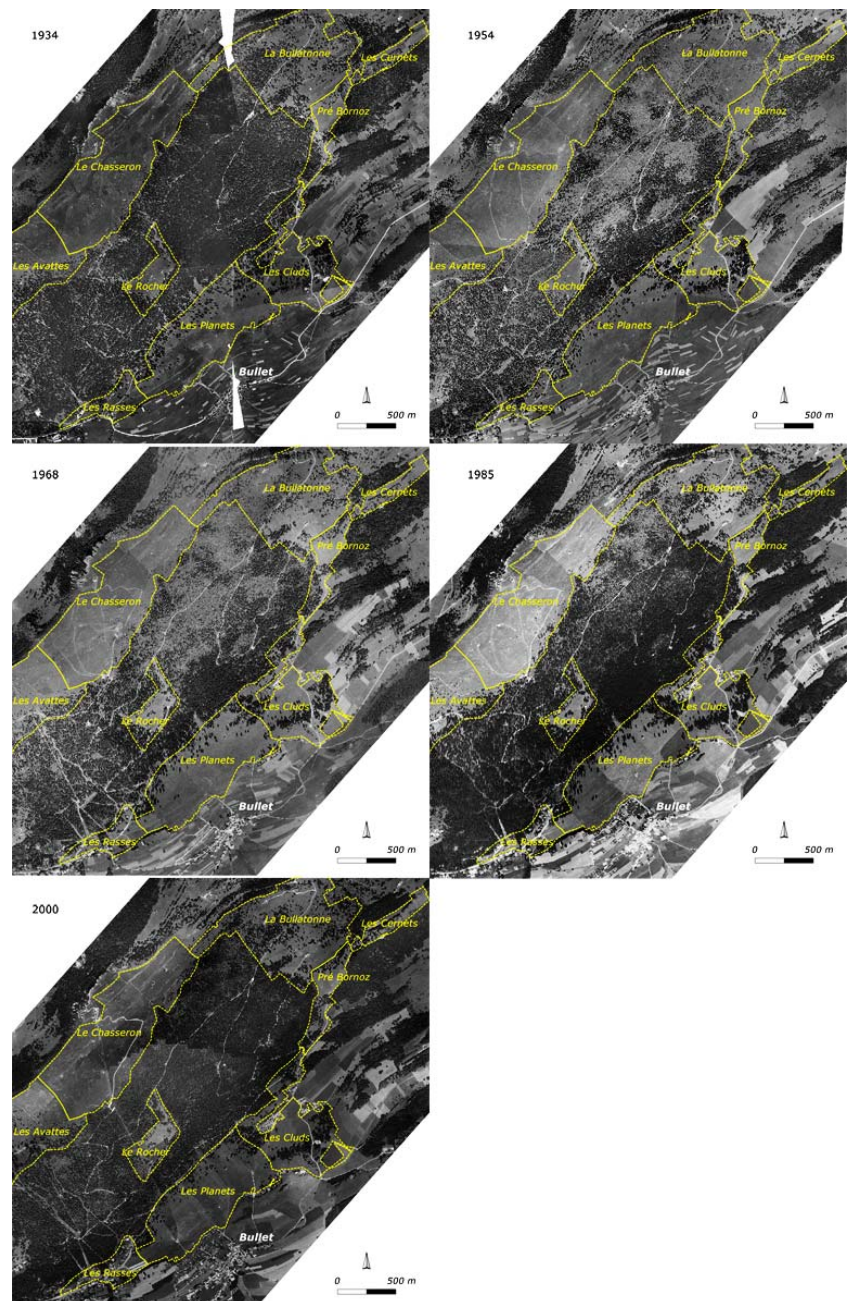 1934
La Bullatonne
Les Cernets
Pré Bornoz
Le Chasseron
Les Avattes
Le Rocher
Les Cluds
Les Planets
Bullet
Les Rasses
0 500 m
1954
La Bullatonne
Les Cernets
Pré Bornoz
Le Chasseron
Les Avattes
Le Rocher
Les Cluds
Les Planets
Bullet
Les Rasses
0 500 m
1968
La Bullatonne
Les Cernets
Pré Bornoz
Le Chasseron
Les Avattes
Le Rocher
Les Cluds
Les Planets
Bullet
Les Rasses
0 500 m
1985
La Bullatonne
Les Cernets
Pré Bornoz
Le Chasseron
Les Avattes
Le Rocher
Les Cluds
Les Planets
Bullet
Les Rasses
0 500 m
2000
La Bullatonne
Les Cernets
Pré Bornoz
Le Chasseron
Les Avattes
Le Rocher
Les Cluds
Les Planets
Bullet
Les Rasses
0 500 m